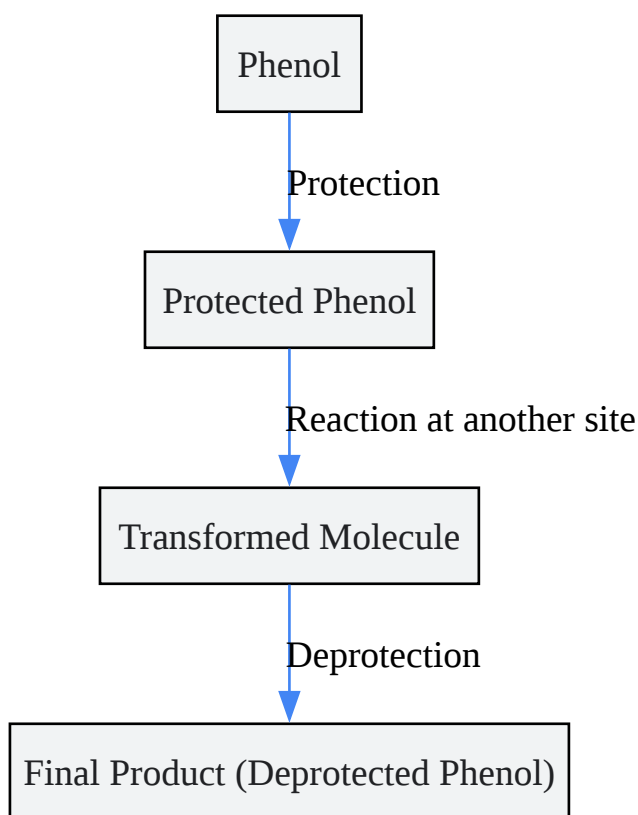 Phenol
Protection
Protected Phenol
Reaction at another site
Transformed Molecule
Deprotection
Final Product (Deprotected Phenol)